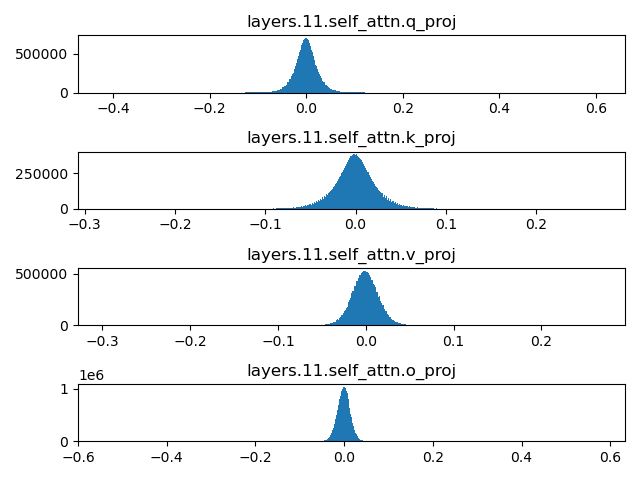 layers.11.self_attn.q_proj
500000
0
−0.4 −0.2 0.0 0.2 0.4 0.6
layers.11.self_attn.k_proj
250000
0
−0.3 −0.2 −0.1 0.0 0.1 0.2
layers.11.self_attn.v_proj
500000
0
−0.3 −0.2 −0.1 0.0 0.1 0.2
layers.11.self_attn.o_proj
1e6
1
0
−0.6 −0.4 −0.2 0.0 0.2 0.4 0.6